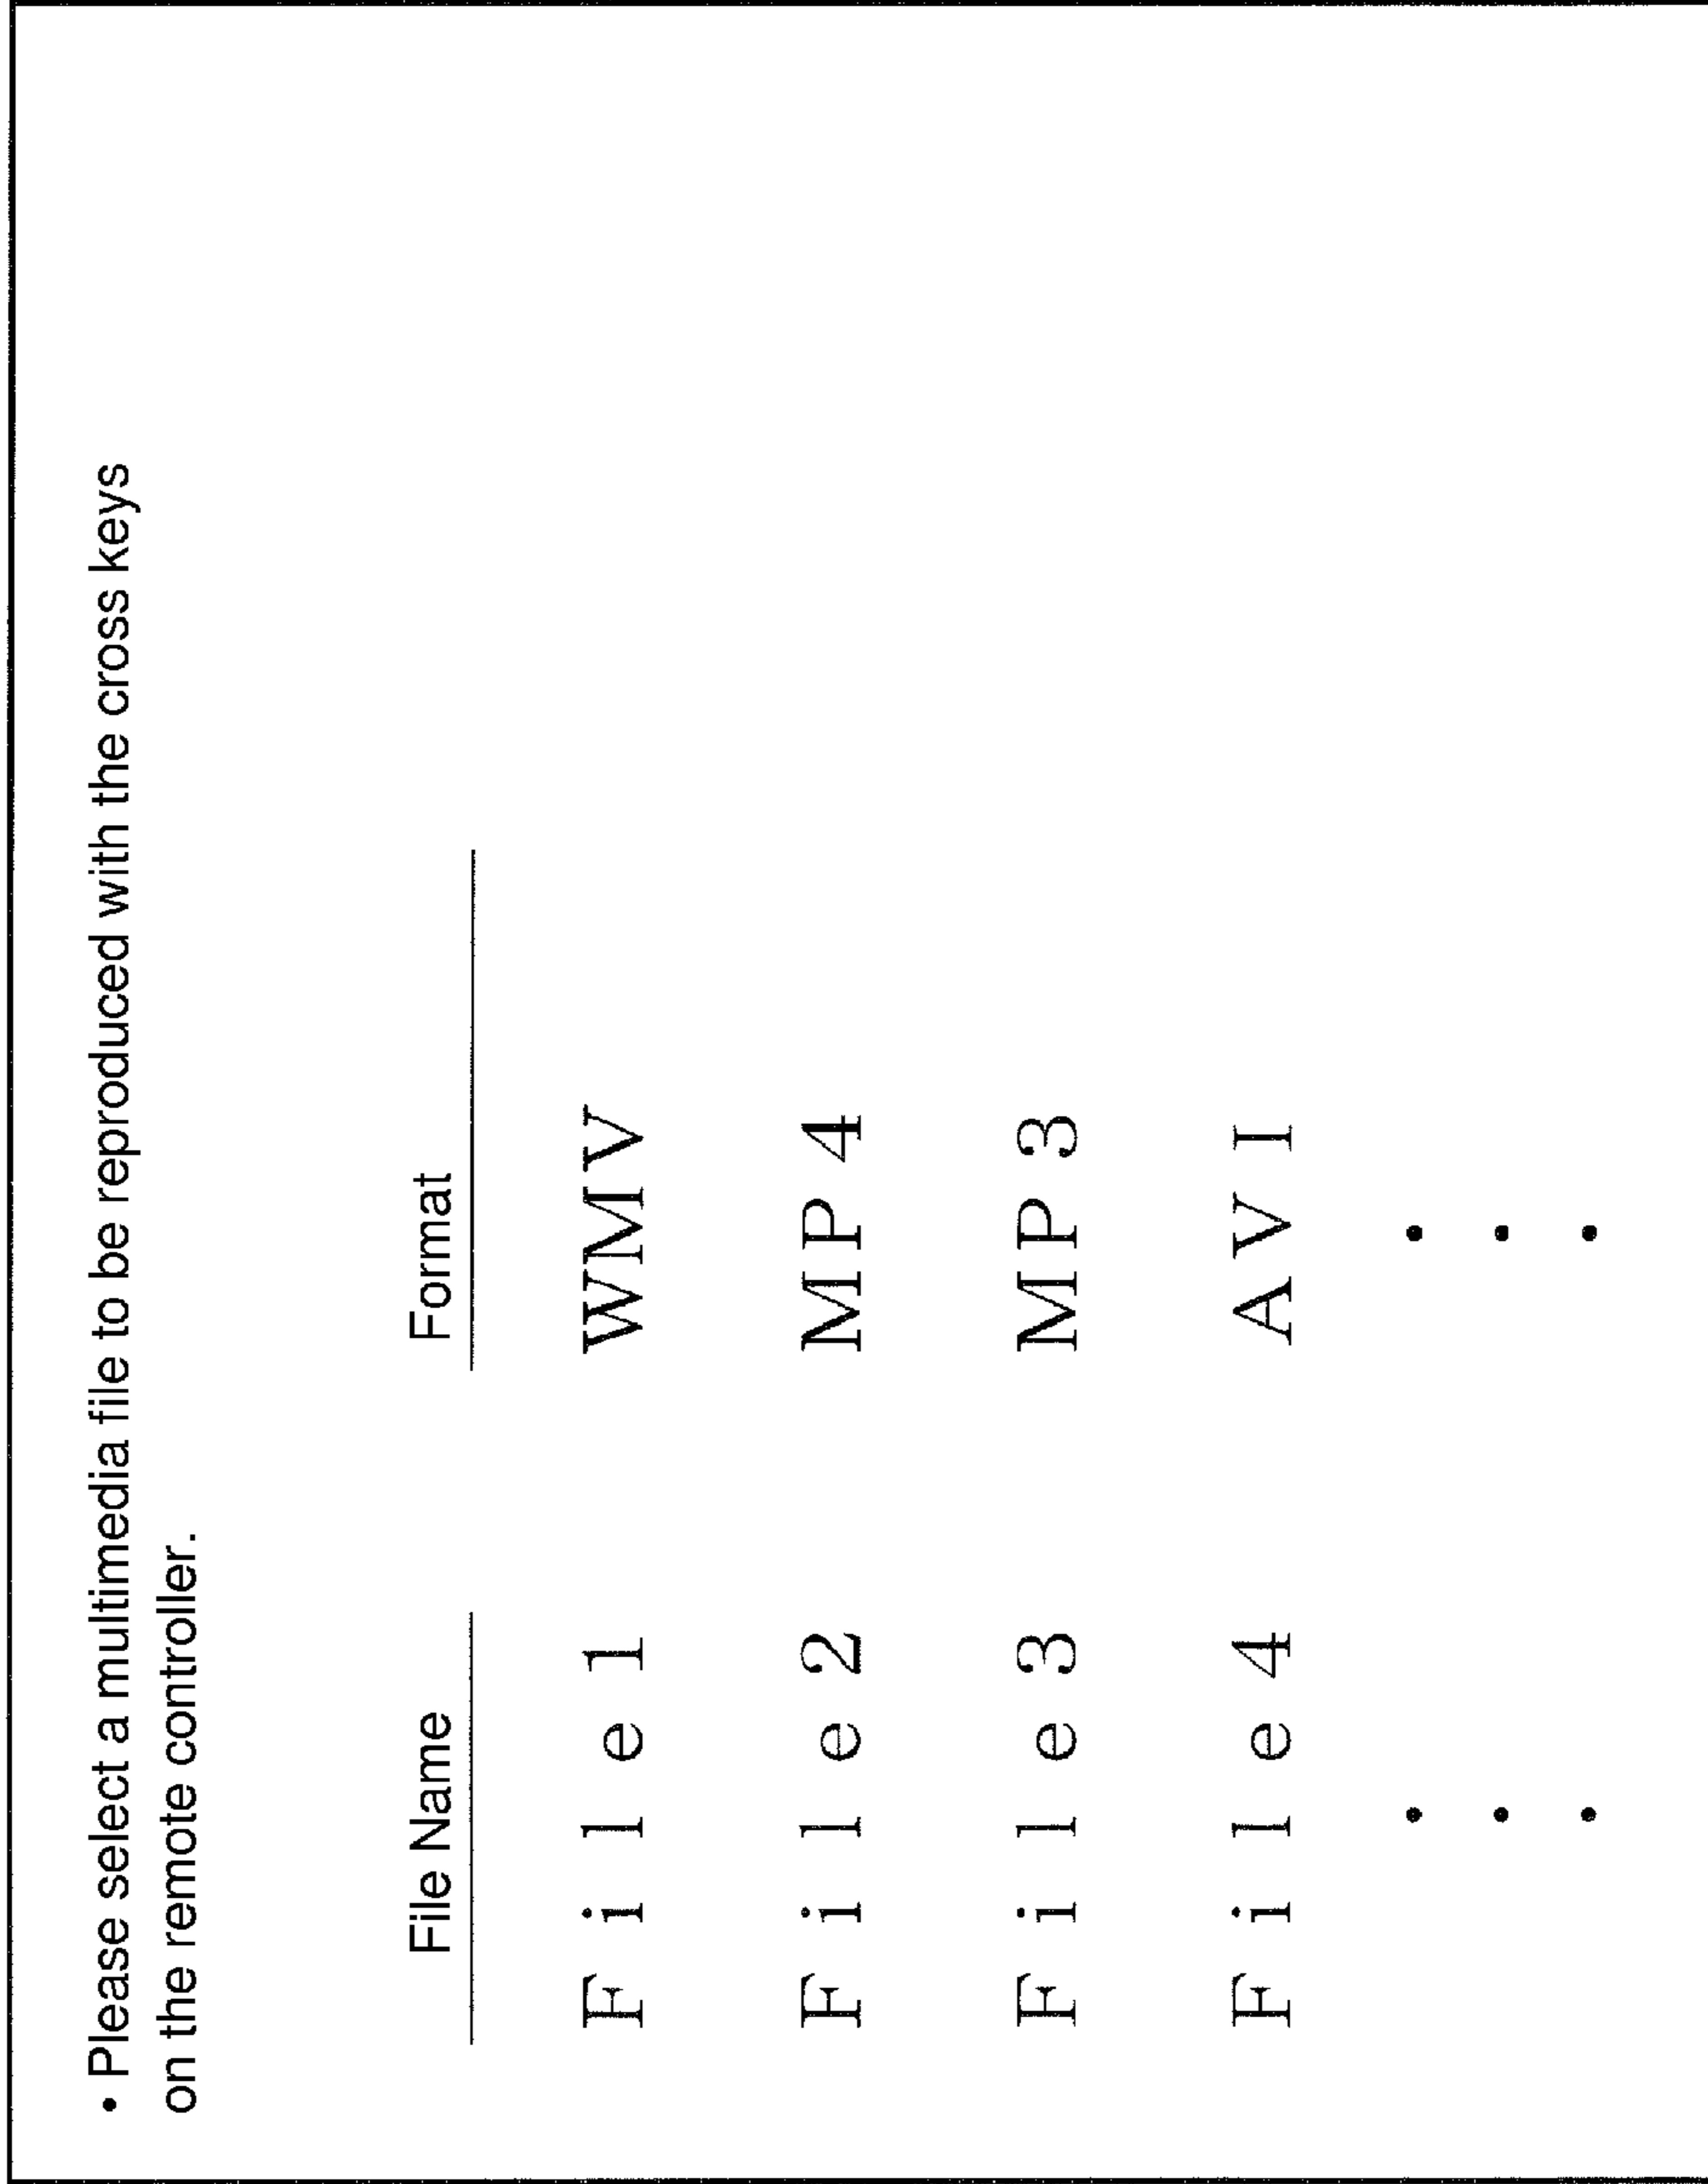 • Please select a multimedia file to be reproduced with the cross keys
on the remote controller.
File Name Format
File1 WMV
File2 MP4
File3 MP3
File4 AVI
• •
• •
• •